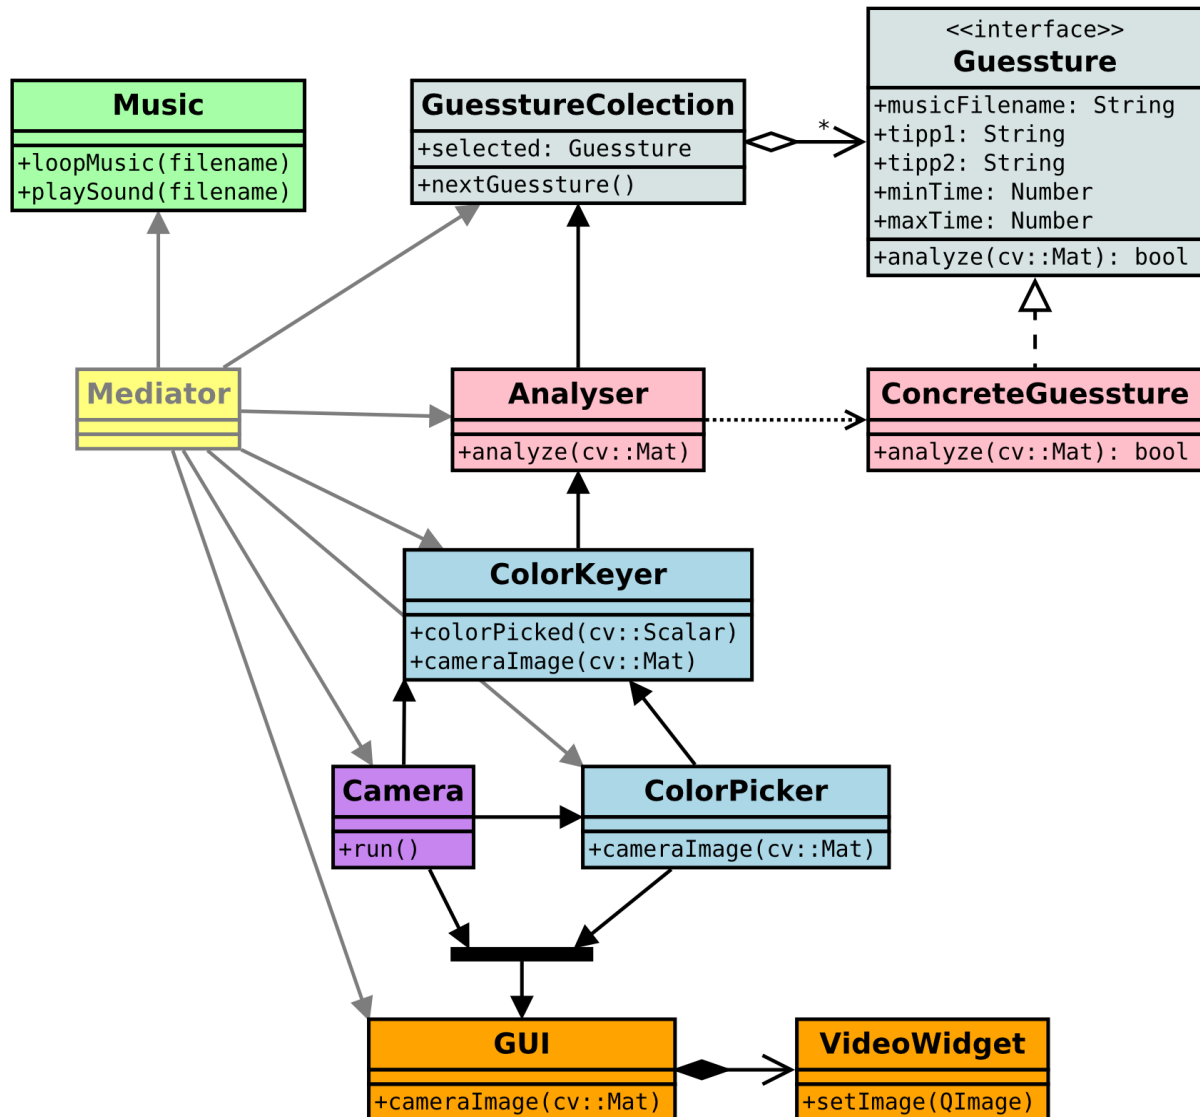 <<interface>>
Guessture
+musicFilename: String
+tipp1: String
+tipp2: String
+minTime: Number
+maxTime: Number
+analyze(cv::Mat): bool
Music
+loopMusic(filename)
+playSound(filename)
GuesstureColection
+selected: Guessture
+nextGuessture()
*
Mediator
Analyser
+analyze(cv::Mat)
ConcreteGuessture
+analyze(cv::Mat): bool
ColorKeyer
+colorPicked(cv::Scalar)
+cameraImage(cv::Mat)
Camera
+run()
ColorPicker
+cameraImage(cv::Mat)
GUI
+cameraImage(cv::Mat)
VideoWidget
+setImage(QImage)